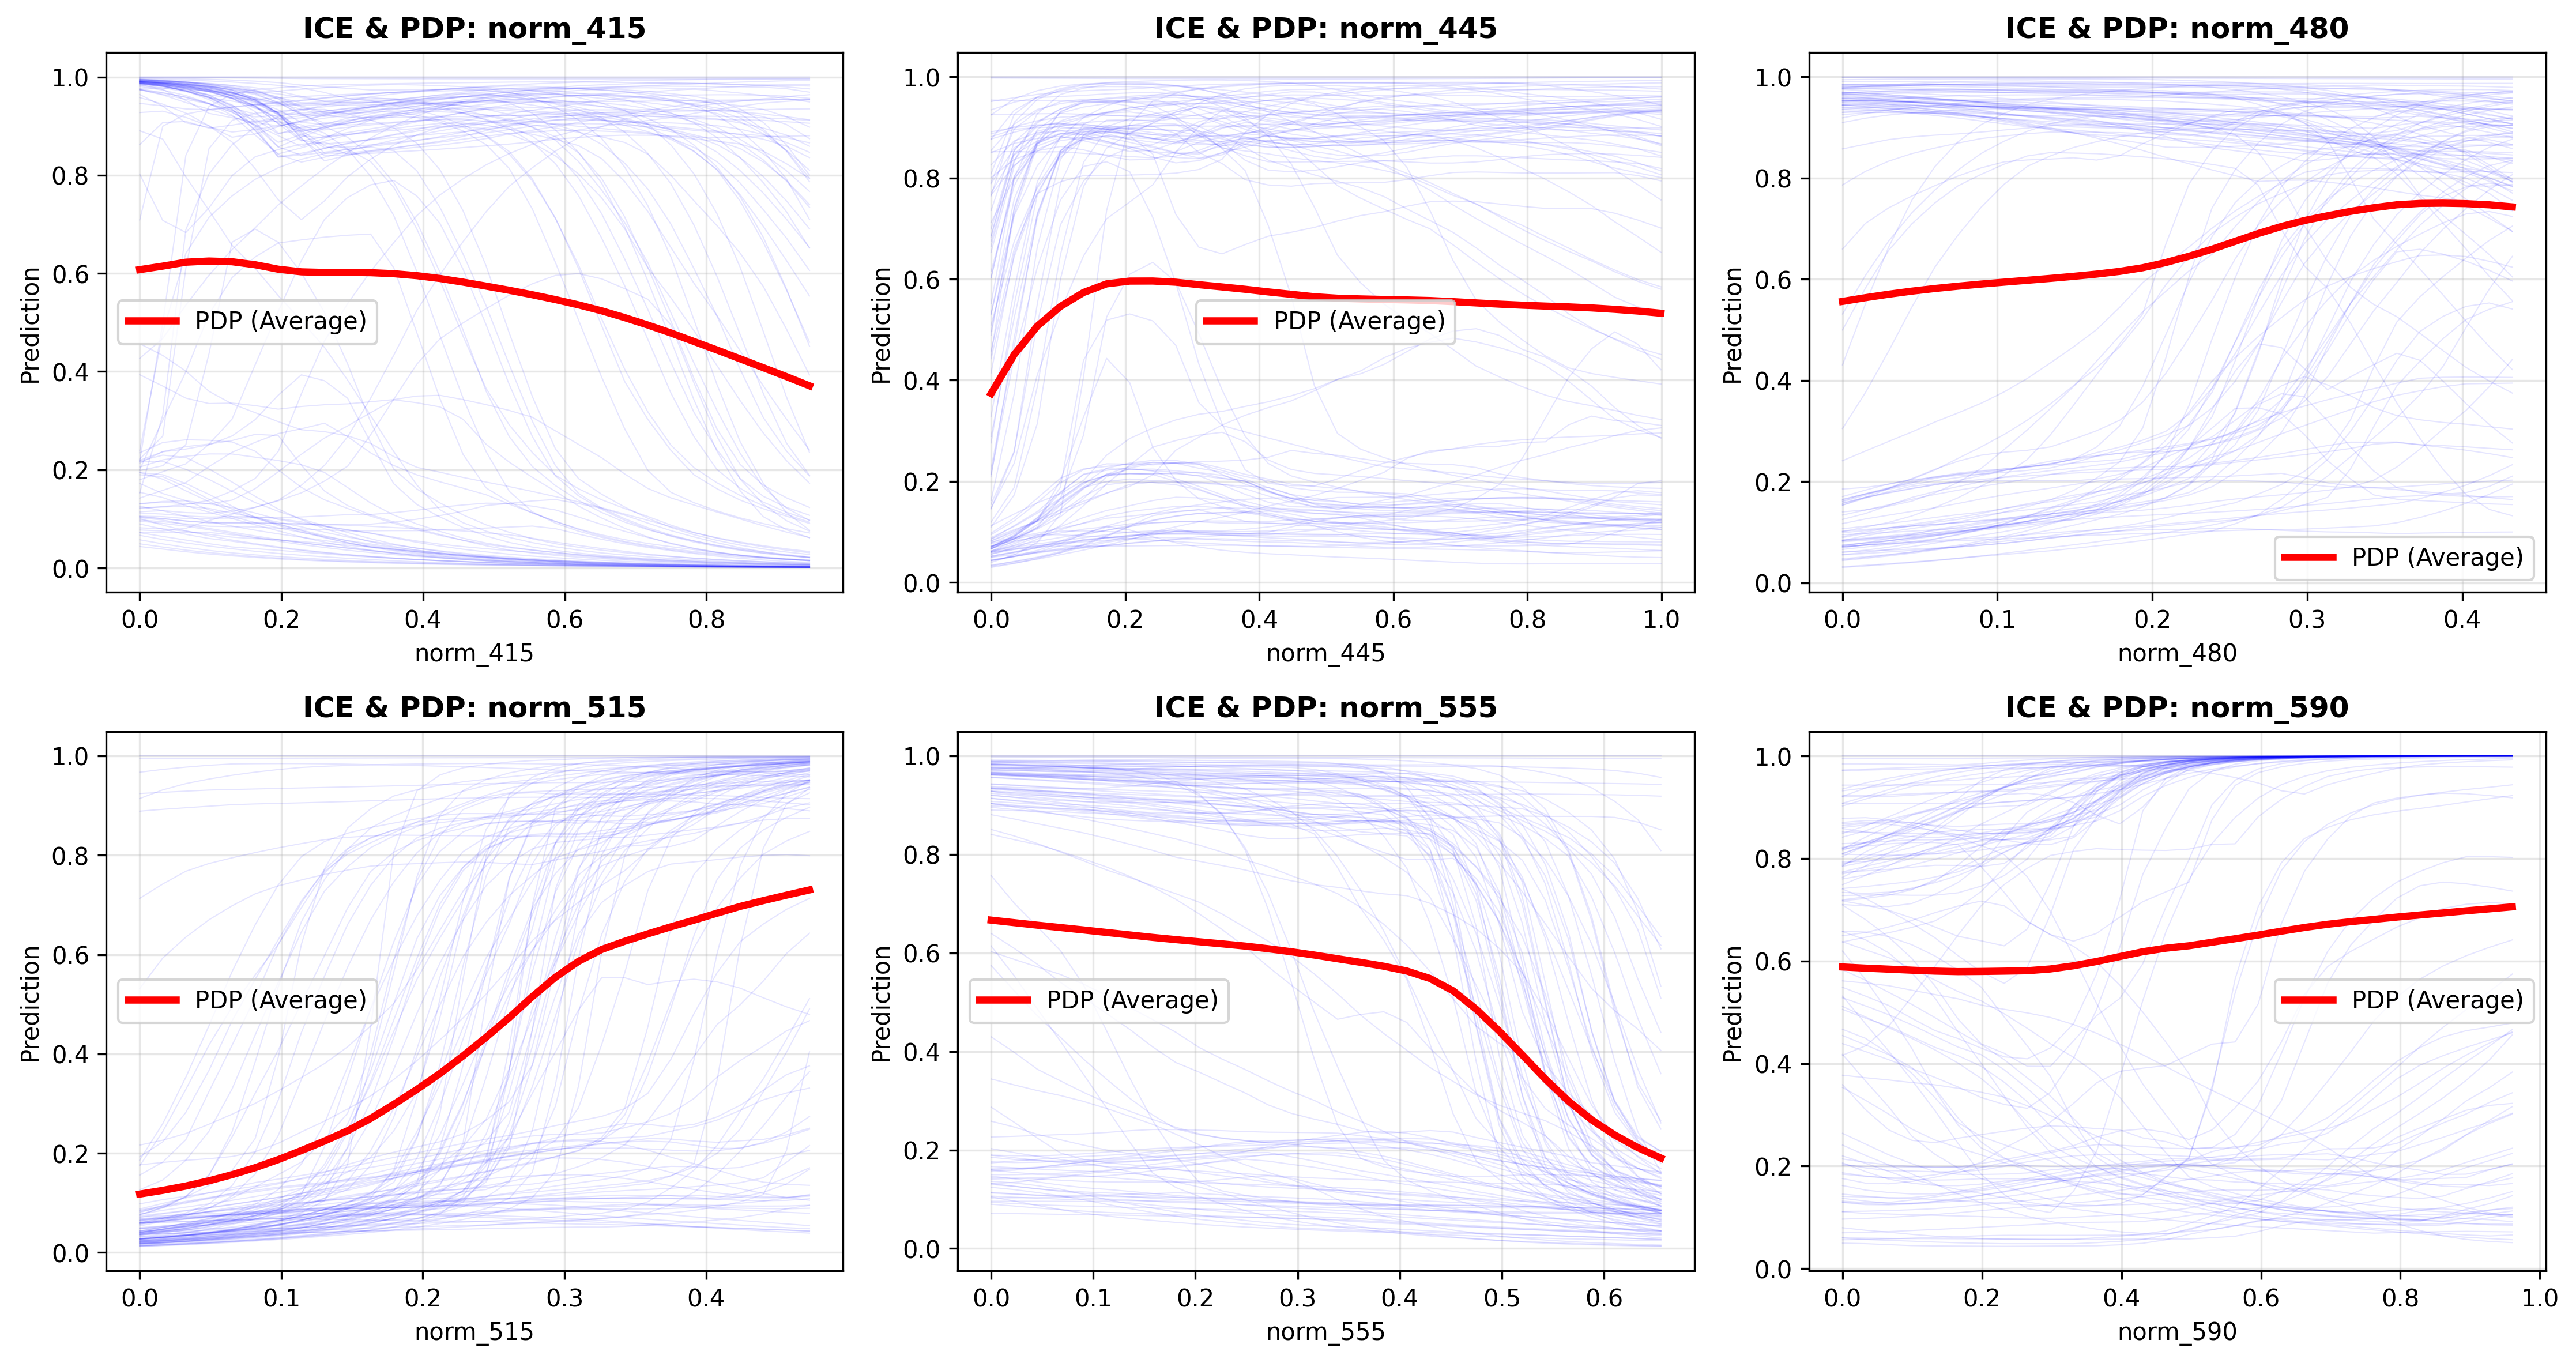 ICE & PDP: norm_415
1.0
0.8
0.6
0.4
0.2
0.0
Prediction
PDP (Average)
0.0 0.2 0.4 0.6 0.8
norm_415
ICE & PDP: norm_445
1.0
0.8
0.6
0.4
0.2
0.0
Prediction
PDP (Average)
0.0 0.2 0.4 0.6 0.8 1.0
norm_445
ICE & PDP: norm_480
1.0
0.8
0.6
0.4
0.2
0.0
Prediction
PDP (Average)
0.0 0.1 0.2 0.3 0.4
norm_480
ICE & PDP: norm_515
1.0
0.8
0.6
0.4
0.2
0.0
Prediction
PDP (Average)
0.0 0.1 0.2 0.3 0.4
norm_515
ICE & PDP: norm_555
1.0
0.8
0.6
0.4
0.2
0.0
Prediction
PDP (Average)
0.0 0.1 0.2 0.3 0.4 0.5 0.6
norm_555
ICE & PDP: norm_590
1.0
0.8
0.6
0.4
0.2
0.0
Prediction
PDP (Average)
0.0 0.2 0.4 0.6 0.8 1.0
norm_590